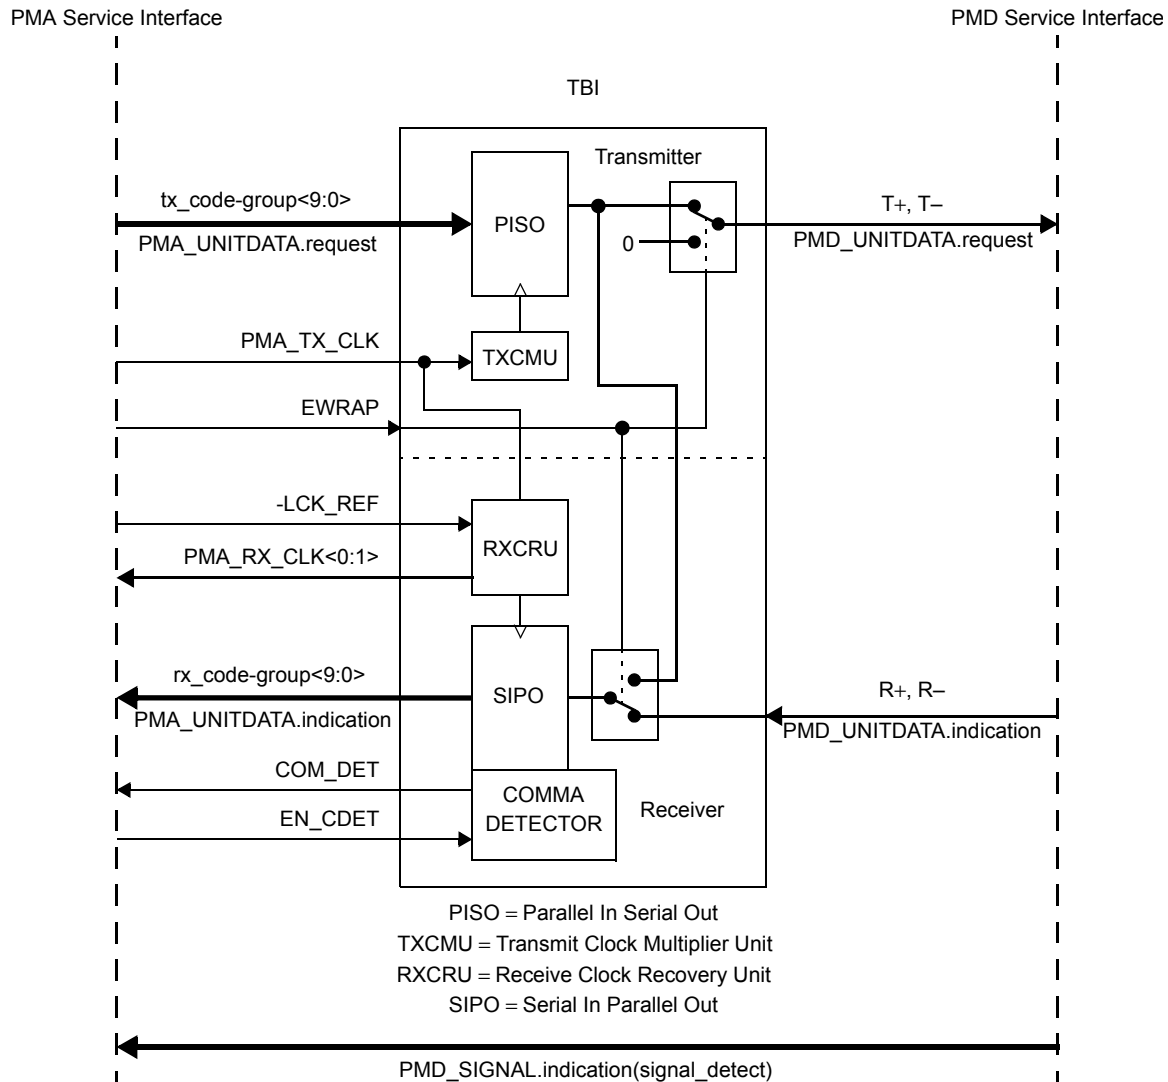 PMA Service Interface
PMD Service Interface
TBI
Transmitter
tx_code-group<9:0>
PMA_UNITDATA.request
PISO
0
T+, T–
PMD_UNITDATA.request
PMA_TX_CLK
TXCMU
EWRAP
-LCK_REF
RXCRU
PMA_RX_CLK<0:1>
rx_code-group<9:0>
PMA_UNITDATA.indication
SIPO
R+, R–
PMD_UNITDATA.indication
COM_DET
EN_CDET
COMMA
DETECTOR
Receiver
PISO = Parallel In Serial Out
TXCMU = Transmit Clock Multiplier Unit
RXCRU = Receive Clock Recovery Unit
SIPO = Serial In Parallel Out
PMD_SIGNAL.indication(signal_detect)